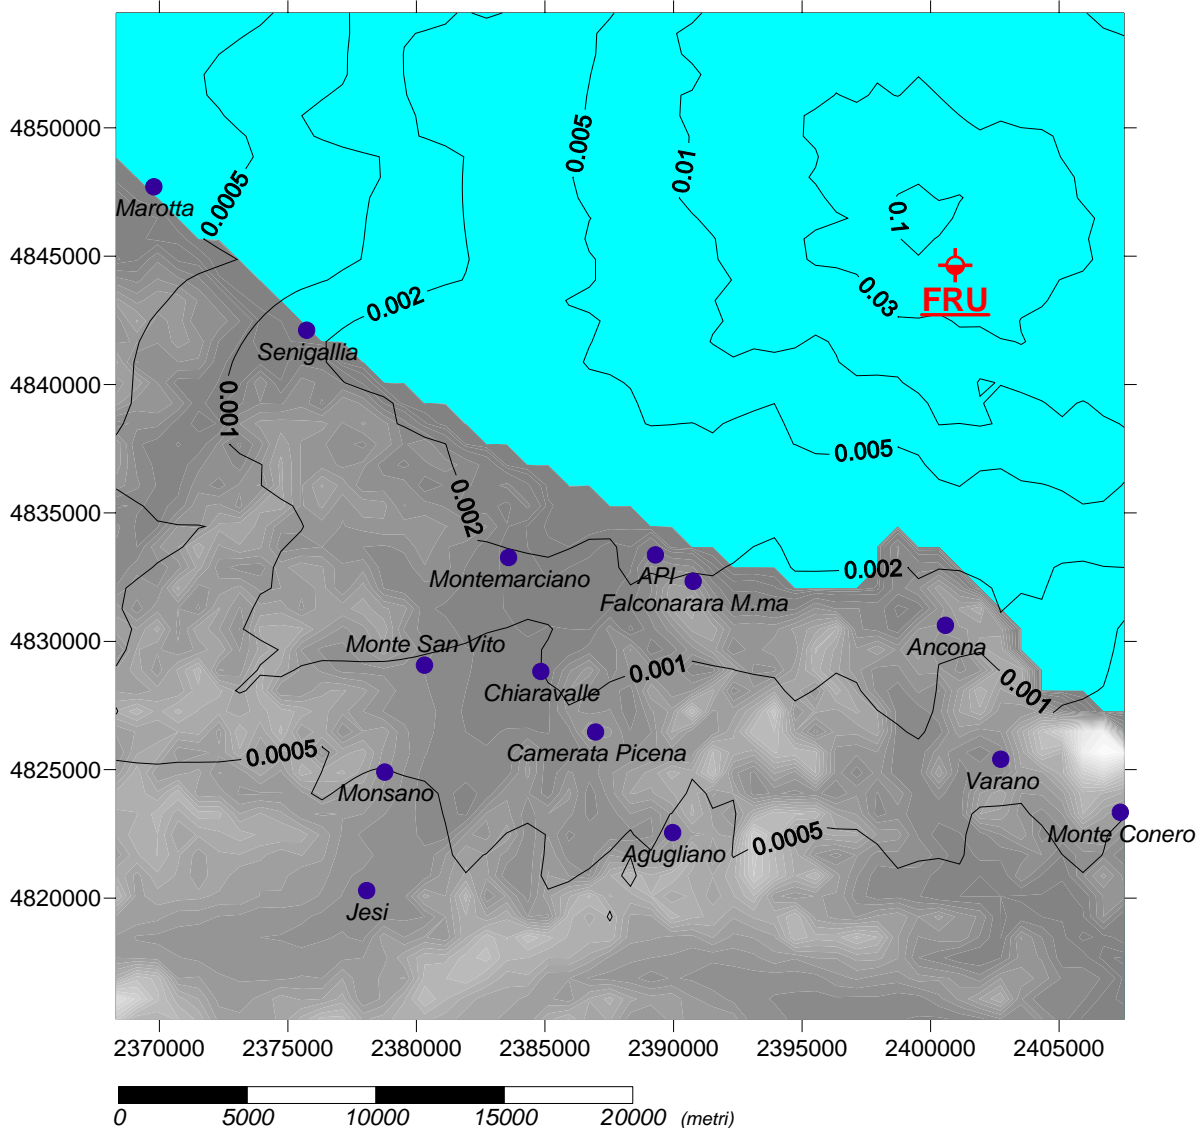 4850000
0.0005
0.005
0.01
Marotta
0.1
4845000
0.002
0.03
FRU
Senigallia
4840000
0.001
0.005
4835000
0.002
Montemarciano
API
0.002
Falconarara M.ma
4830000
Monte San Vito
Ancona
Chiaravalle
0.001
0.001
Camerata Picena
0.0005
4825000
Monsano
Varano
Agugliano
0.0005
Monte Conero
4820000
Jesi
2370000 2375000 2380000 2385000 2390000 2395000 2400000 2405000
0 5000 10000 15000 20000 (metri)